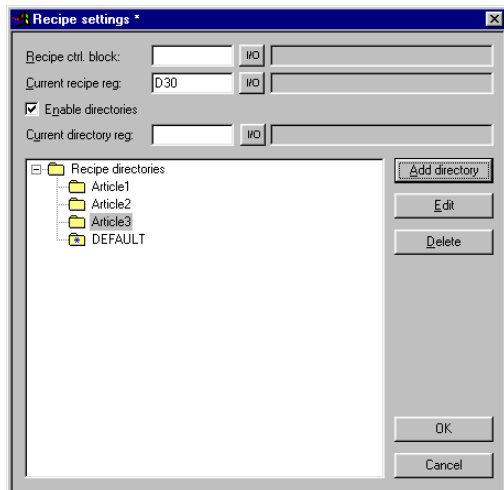 Recipe settings *
Recipe ctrl. block: I/O
Current recipe reg: D30 I/O
Enable directories
Current directory reg: I/O
Recipe directories
Article1
Article2
Article3
DEFAULT
Add directory
Edit
Delete
OK
Cancel